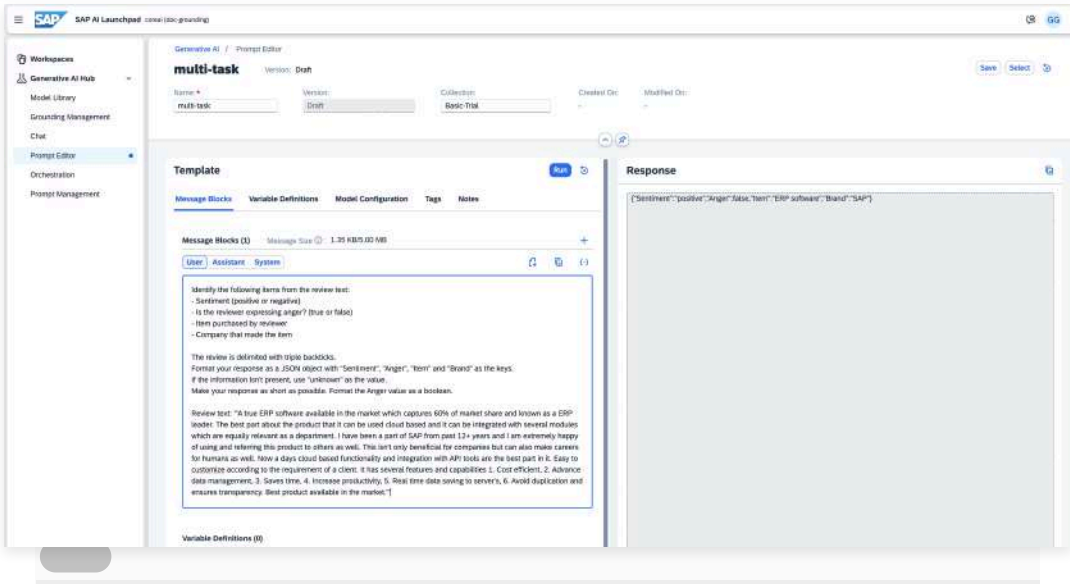 SAP SAP AI Launchpad coreai (doc-grounding) GG
Workspaces
Generative AI Hub
Model Library
Grounding Management
Chat
Prompt Editor
Orchestration
Prompt Management
Generative AI / Prompt Editor
multi-task Version: Draft
Save Select
Name: * Version: Collection: Created On: Modified On:
multi-task Draft Basic-Trial - -
Template
Run
Message Blocks Variable Definitions Model Configuration Tags Notes
Message Blocks (1) Message Size : 1.35 KB/5.00 MB
User Assistant System
Identify the following items from the review text:
- Sentiment (positive or negative)
- Is the reviewer expressing anger? (true or false)
- Item purchased by reviewer
- Company that made the item
The review is delimited with triple backticks.
Format your response as a JSON object with "Sentiment", "Anger", "Item" and "Brand" as the keys.
If the information isn't present, use "unknown" as the value.
Make your response as short as possible. Format the Anger value as a boolean.
Review text: "A true ERP software available in the market which captures 60% of market share and known as a ERP
leader. The best part about the product that it can be used cloud based and it can be integrated with several modules
which are equally relevant as a department. I have been a part of SAP from past 12+ years and I am extremely happy
of using and referring this product to others as well. This isn't only beneficial for companies but can also make careers
for humans as well. Now a days cloud based functionality and integration with API tools are the best part in it. Easy to
customize according to the requirement of a client. It has several features and capabilities 1. Cost efficient, 2. Advance
data management, 3. Saves time, 4. Increase productivity, 5. Real time data saving to server's, 6. Avoid duplication and
ensures transparency. Best product available in the market."
Variable Definitions (0)
Response
{"Sentiment":"positive","Anger":false,"Item":"ERP software","Brand":"SAP"}